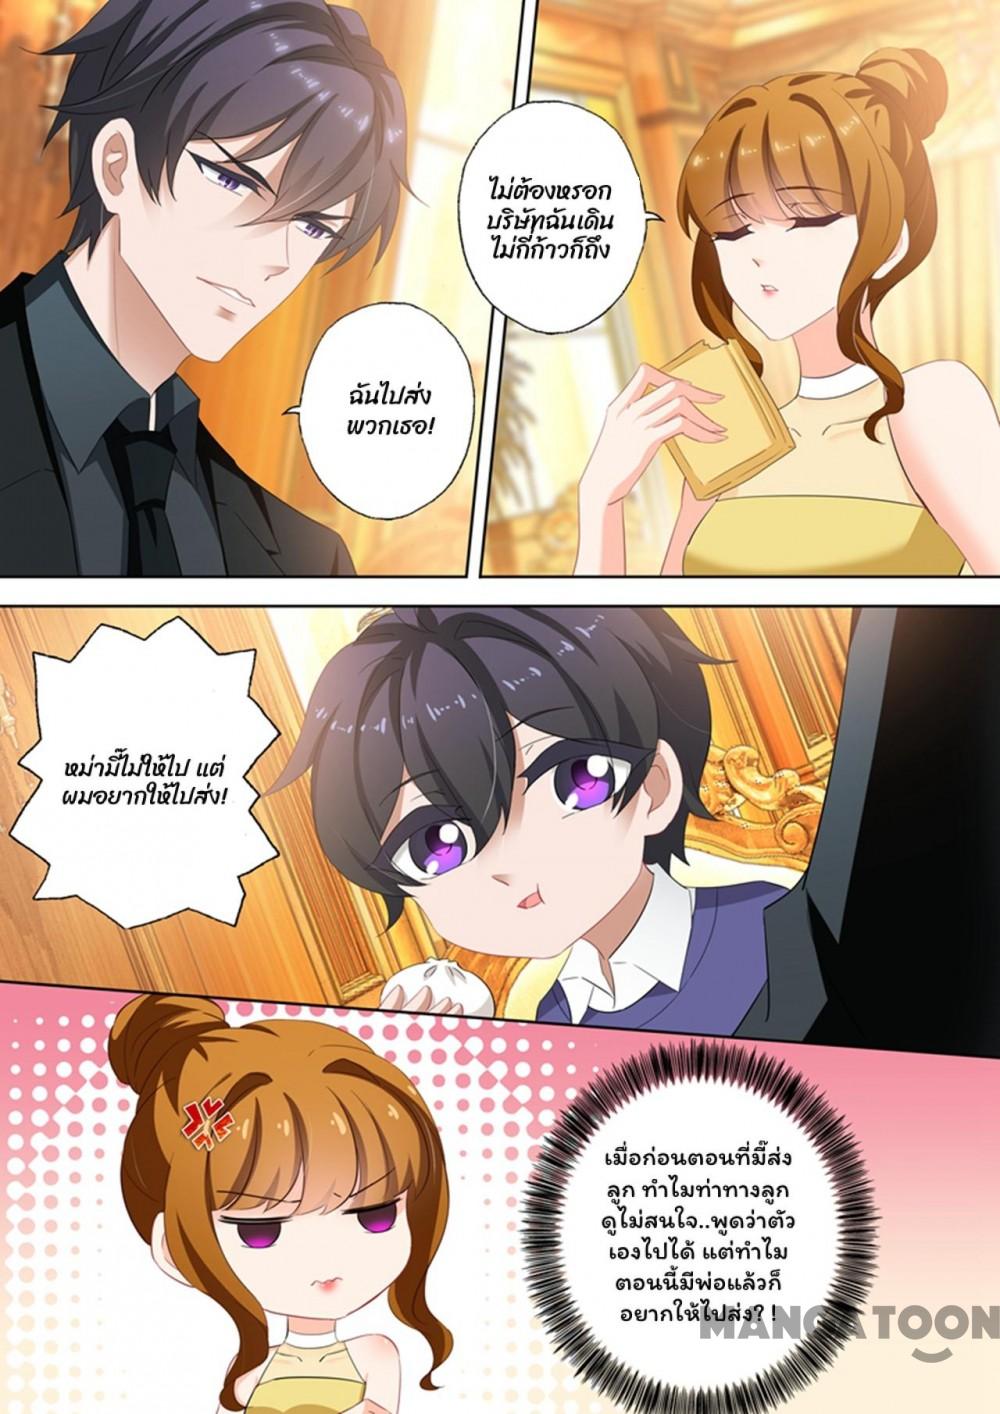 ฉันไปส่ง
พวกเธอ!
ไม่ต้องหรอก
บริษัทฉันเดิน
ไม่กี่ก้าวก็ถึง
หม่ามี๊ไม่ให้ไป แต่
ผมอยากให้ไปส่ง!
เมื่อก่อนตอนที่มี๊ส่ง
ลูก ทำไมท่าทางลูก
ดูไม่สนใจ..พูดว่าตัว
เองไปได้ แต่ทำไม
ตอนนี้มีพ่อแล้วก็
อยากให้ไปส่ง?!
MANGATOON